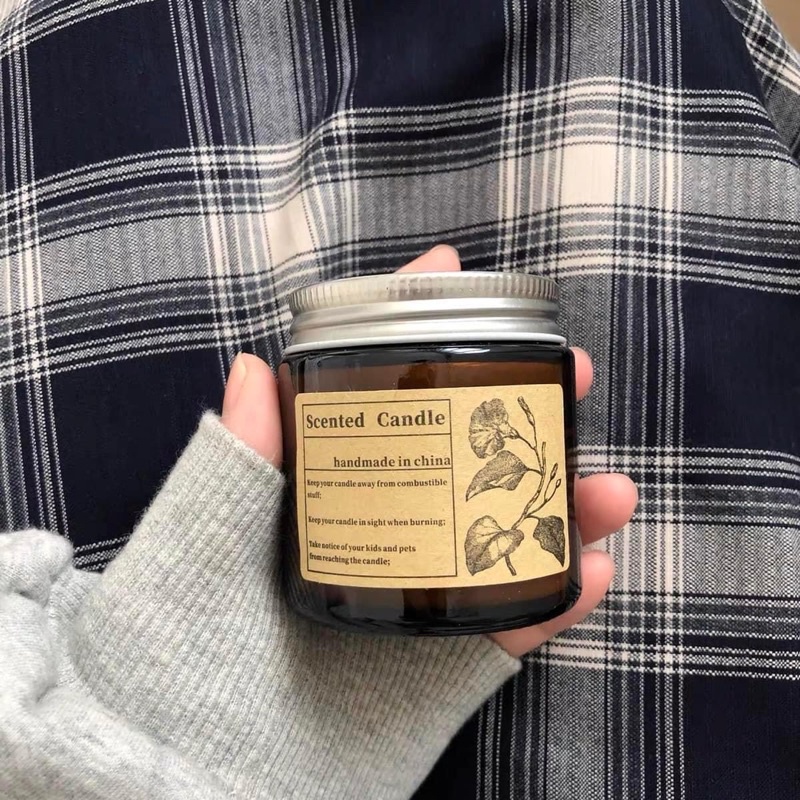 Scented Candle
handmade in china
Keep your candle away from combustible
stuff;
Keep your candle in sight when burning;
Take notice of your kids and pets
from reaching the candle;